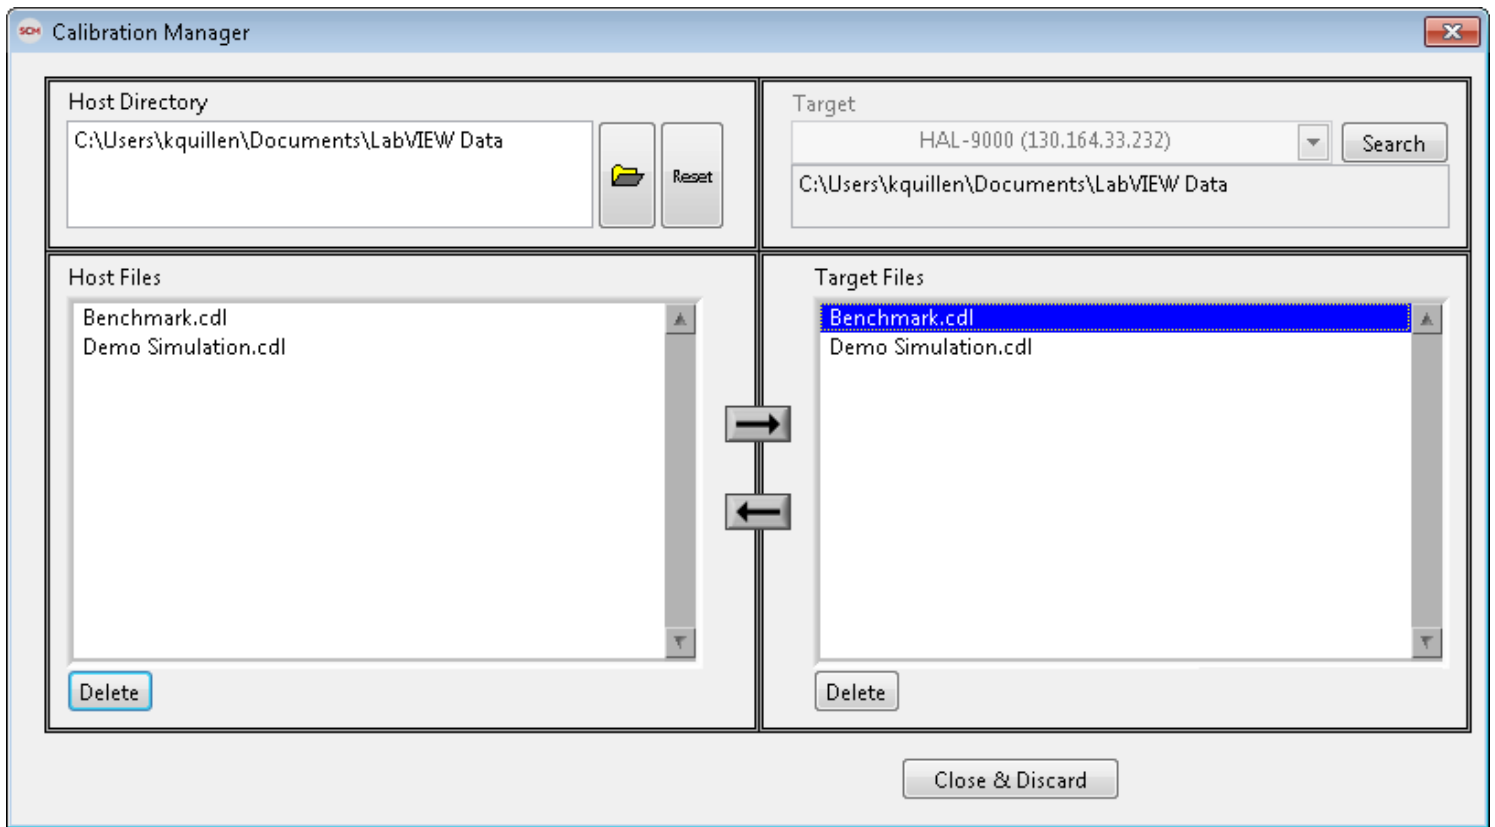 SCM Calibration Manager
Host Directory
C:\Users\kquillen\Documents\LabVIEW Data
Reset
Target
HAL-9000 (130.164.33.232)
Search
C:\Users\kquillen\Documents\LabVIEW Data
Host Files
Benchmark.cdl
Demo Simulation.cdl
Delete
Target Files
Benchmark.cdl
Demo Simulation.cdl
Delete
Close & Discard